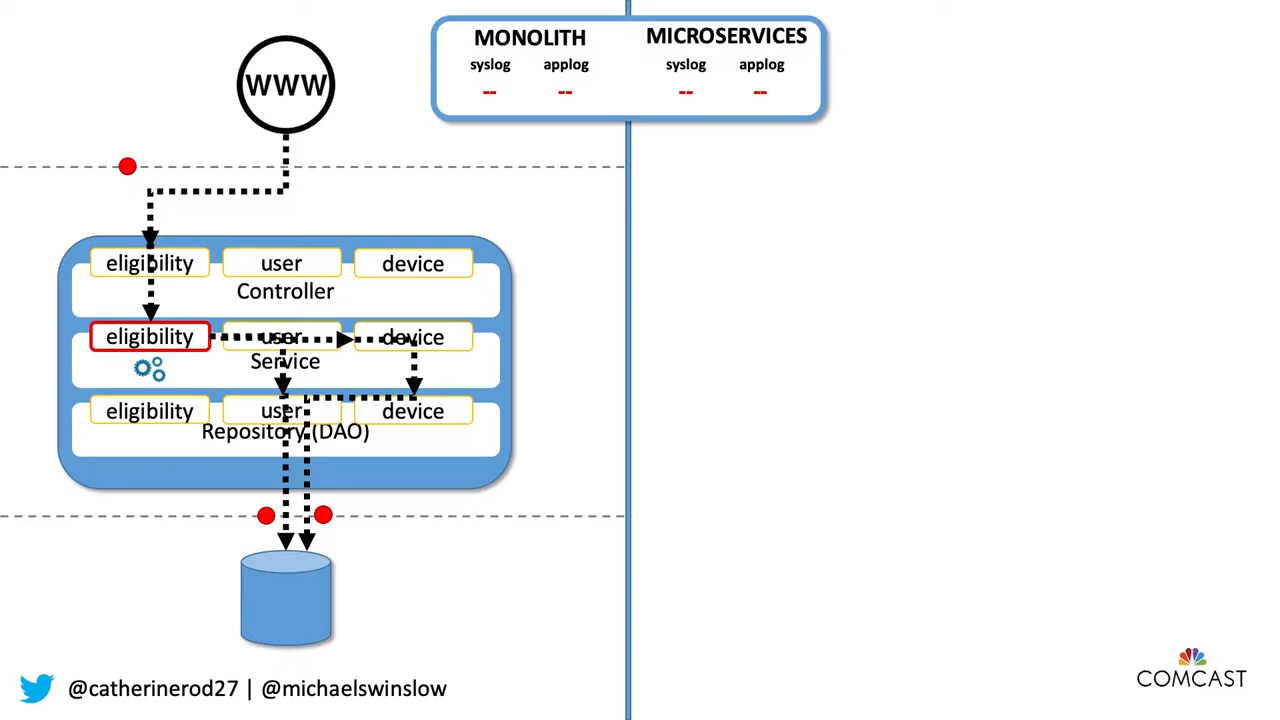 WWW
MONOLITH MICROSERVICES
syslog applog syslog applog
-- -- -- --
eligibility user device
Controller
eligibility user device
Service
eligibility user device
Repository (DAO)
@catherinerod27 | @michaelswinslow
COMCAST